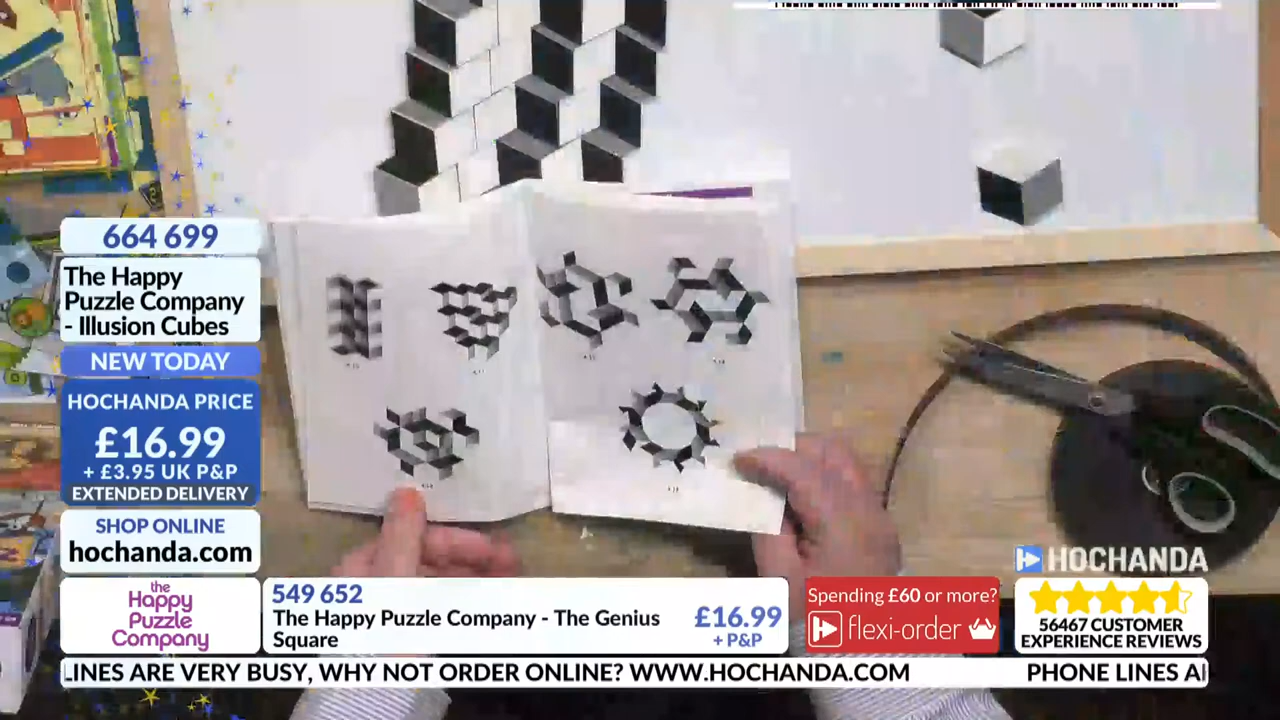 664 699
The Happy
Puzzle Company
- Illusion Cubes
NEW TODAY
HOCHANDA PRICE
£16.99
+ £3.95 UK P&P
EXTENDED DELIVERY
SHOP ONLINE
hochanda.com
HOCHANDA
the
Happy
Puzzle
Company
549 652
The Happy Puzzle Company - The Genius
Square
£16.99
+ P&P
Spending £60 or more?
flexi-order
56467 CUSTOMER
EXPERIENCE REVIEWS
LINES ARE VERY BUSY, WHY NOT ORDER ONLINE? WWW.HOCHANDA.COM PHONE LINES A